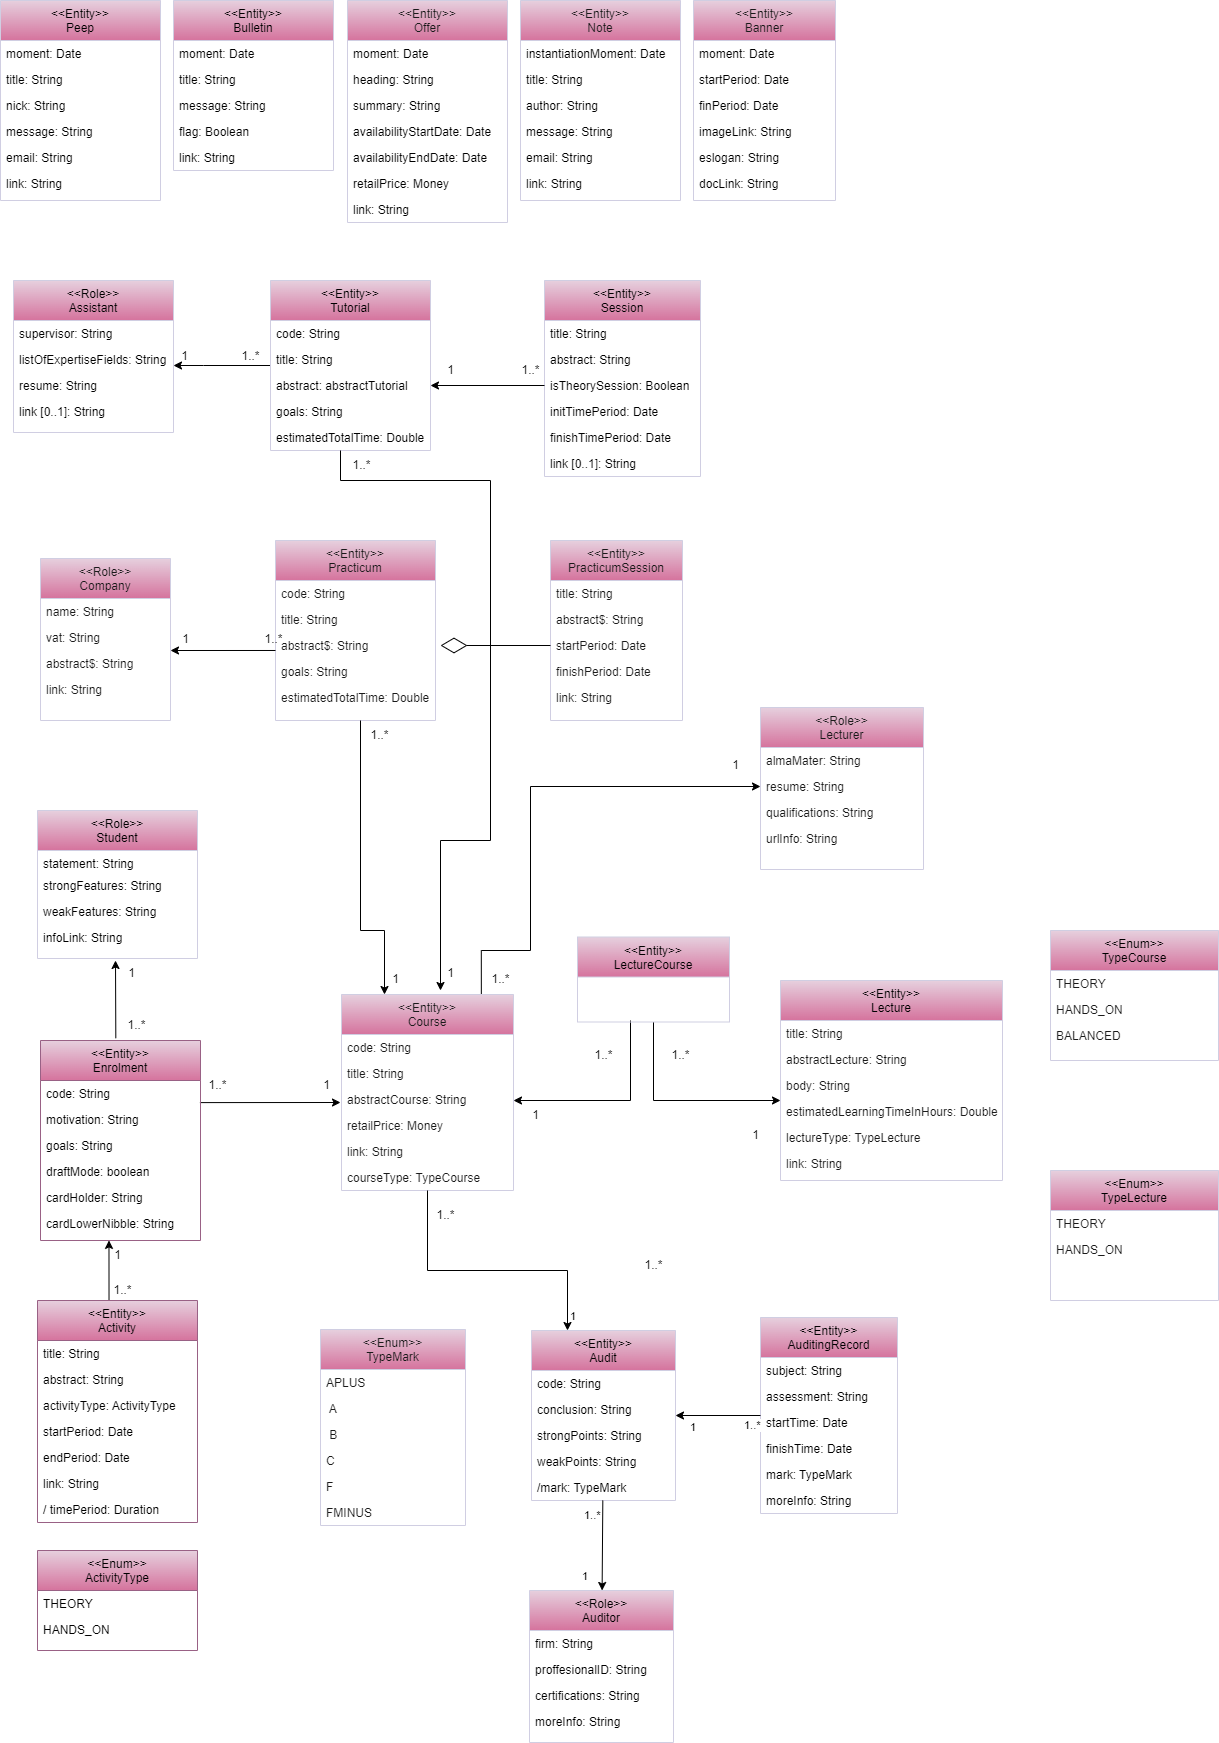 <<Entity>>
Peep
moment: Date
title: String
nick: String
message: String
email: String
link: String
<<Entity>>
Bulletin
moment: Date
title: String
message: String
flag: Boolean
link: String
<<Entity>>
Offer
moment: Date
heading: String
summary: String
availabilityStartDate: Date
availabilityEndDate: Date
retailPrice: Money
link: String
<<Entity>>
Note
instantiationMoment: Date
title: String
author: String
message: String
email: String
link: String
<<Entity>>
Banner
moment: Date
startPeriod: Date
finPeriod: Date
imageLink: String
eslogan: String
docLink: String
<<Role>>
Assistant
supervisor: String
listOfExpertiseFields: String
resume: String
link [0..1]: String
1
1..*
<<Entity>>
Tutorial
code: String
title: String
abstract: abstractTutorial
goals: String
estimatedTotalTime: Double
1
1..*
<<Entity>>
Session
title: String
abstract: String
isTheorySession: Boolean
initTimePeriod: Date
finishTimePeriod: Date
link [0..1]: String
1..*
<<Role>>
Company
name: String
vat: String
abstract$: String
link: String
1
1..*
<<Entity>>
Practicum
code: String
title: String
abstract$: String
goals: String
estimatedTotalTime: Double
<<Entity>>
PracticumSession
title: String
abstract$: String
startPeriod: Date
finishPeriod: Date
link: String
1..*
1
<<Role>>
Lecturer
almaMater: String
resume: String
qualifications: String
urlInfo: String
<<Role>>
Student
statement: String
strongFeatures: String
weakFeatures: String
infoLink: String
1
1..*
1
1
1..*
<<Entity>>
LectureCourse
1..*
1..*
1
1
<<Entity>>
Course
code: String
title: String
abstractCourse: String
retailPrice: Money
link: String
courseType: TypeCourse
<<Entity>>
Lecture
title: String
abstractLecture: String
body: String
estimatedLearningTimeInHours: Double
lectureType: TypeLecture
link: String
<<Enum>>
TypeCourse
THEORY
HANDS_ON
BALANCED
<<Enum>>
TypeLecture
THEORY
HANDS_ON
<<Entity>>
Enrolment
code: String
motivation: String
goals: String
draftMode: boolean
cardHolder: String
cardLowerNibble: String
1..*
1
1
1..*
1..*
1..*
1
<<Entity>>
Activity
title: String
abstract: String
activityType: ActivityType
startPeriod: Date
endPeriod: Date
link: String
/ timePeriod: Duration
<<Enum>>
TypeMark
APLUS
A
B
C
F
FMINUS
<<Entity>>
Audit
code: String
conclusion: String
strongPoints: String
weakPoints: String
/mark: TypeMark
1
1..*
<<Entity>>
AuditingRecord
subject: String
assessment: String
startTime: Date
finishTime: Date
mark: TypeMark
moreInfo: String
<<Enum>>
ActivityType
THEORY
HANDS_ON
1..*
1
<<Role>>
Auditor
firm: String
proffesionalID: String
certifications: String
moreInfo: String